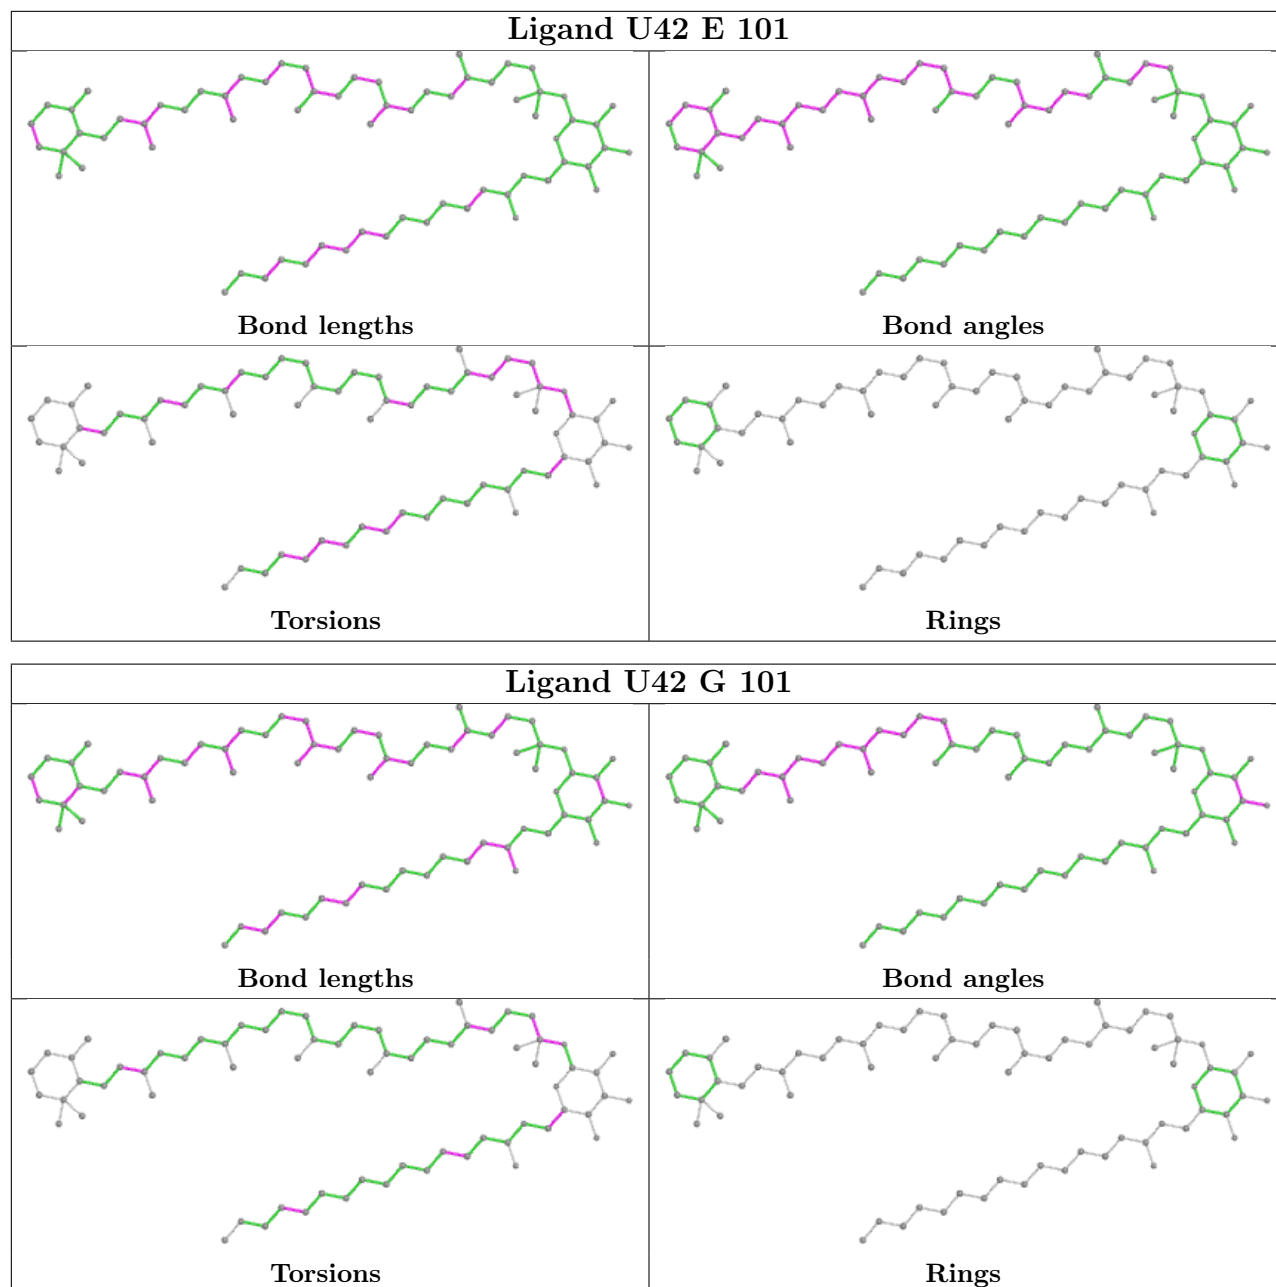 Ligand U42 E 101
Bond lengths
Bond angles
Torsions
Rings
Ligand U42 G 101
Bond lengths
Bond angles
Torsions
Rings